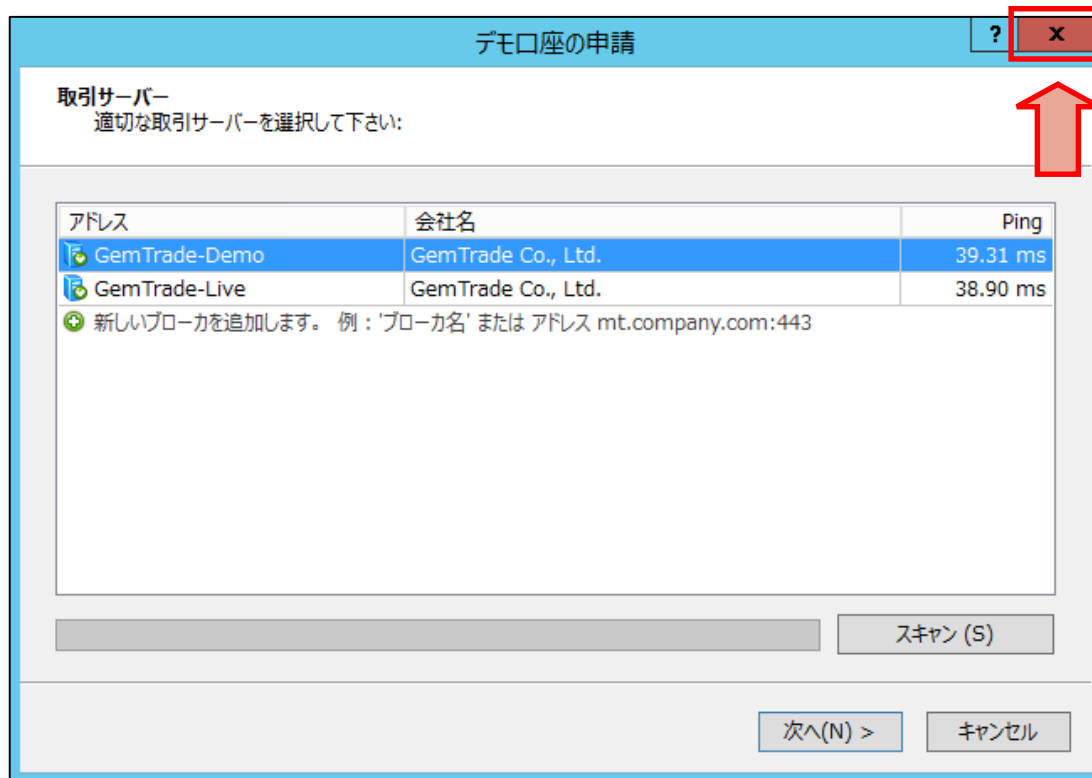 デモ口座の申請
? x
取引サーバー
適切な取引サーバーを選択して下さい:
アドレス 会社名 Ping
GemTrade-Demo GemTrade Co., Ltd. 39.31 ms
GemTrade-Live GemTrade Co., Ltd. 38.90 ms
新しいブローカを追加します。 例：'ブローカ名' または アドレス mt.company.com:443
スキャン (S)
次へ(N) > キャンセル